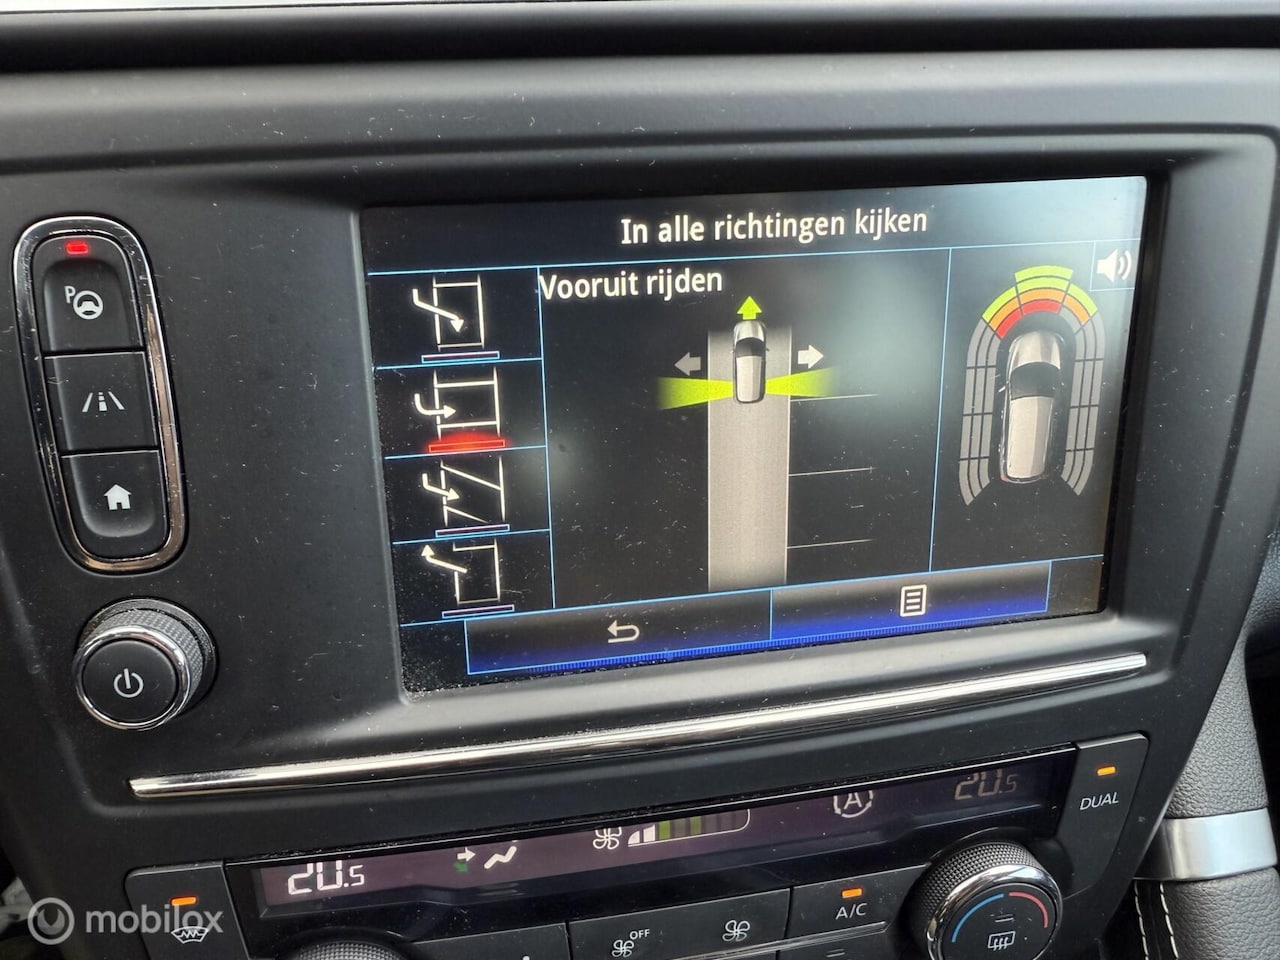 In alle richtingen kijken
Vooruit rijden
P
20.5
A
20.5
DUAL
A/C
OFF
mobilox